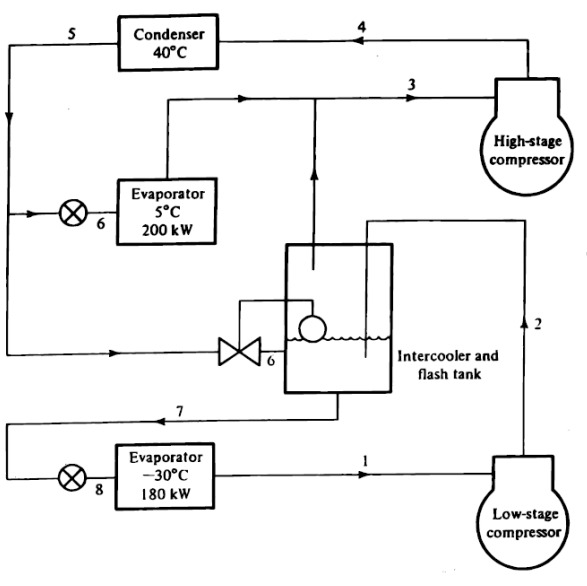 5
Condenser
40°C
4
3
High-stage
compressor
Evaporator
5°C
200 kW
6
2
6
Intercooler and
flash tank
7
Evaporator
−30°C
180 kW
8
1
Low-stage
compressor